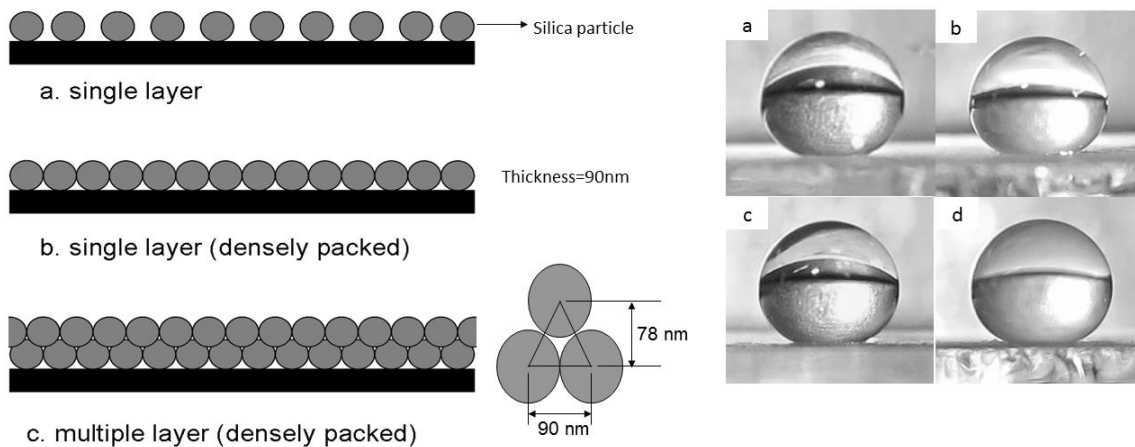 Silica particle
a. single layer
Thickness=90nm
b. single layer (densely packed)
78 nm
90 nm
c. multiple layer (densely packed)
a
b
c
d